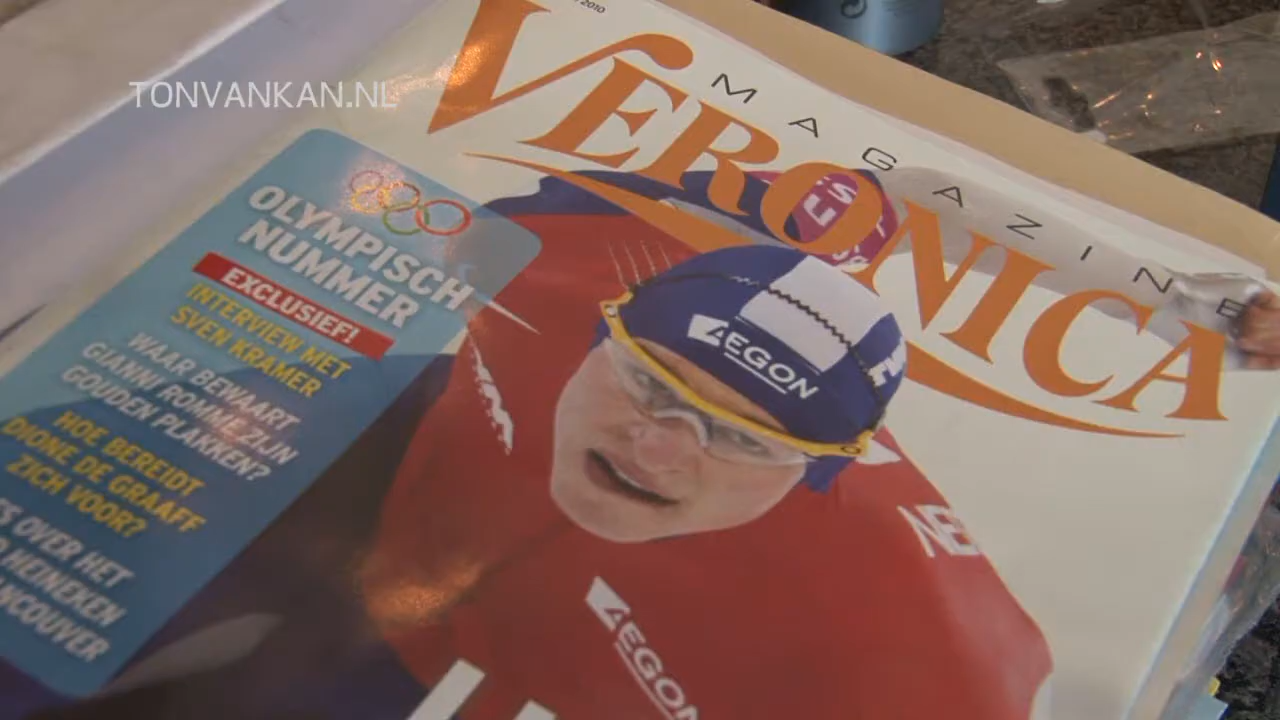 2010
TONVANKAN.NL
VERONICA
MAGAZINE
OLYMPISCH
NUMMER
EXCLUSIEF!
INTERVIEW MET
SVEN KRAMER
WAAR BEWAART
GIANNI ROMME ZIJN
GOUDEN PLAKKEN?
HOE BEREIDT
DIONE DE GRAAFF
ZICH VOOR?
OVER HET
HEINEKEN
AEGON
NE
AEGON